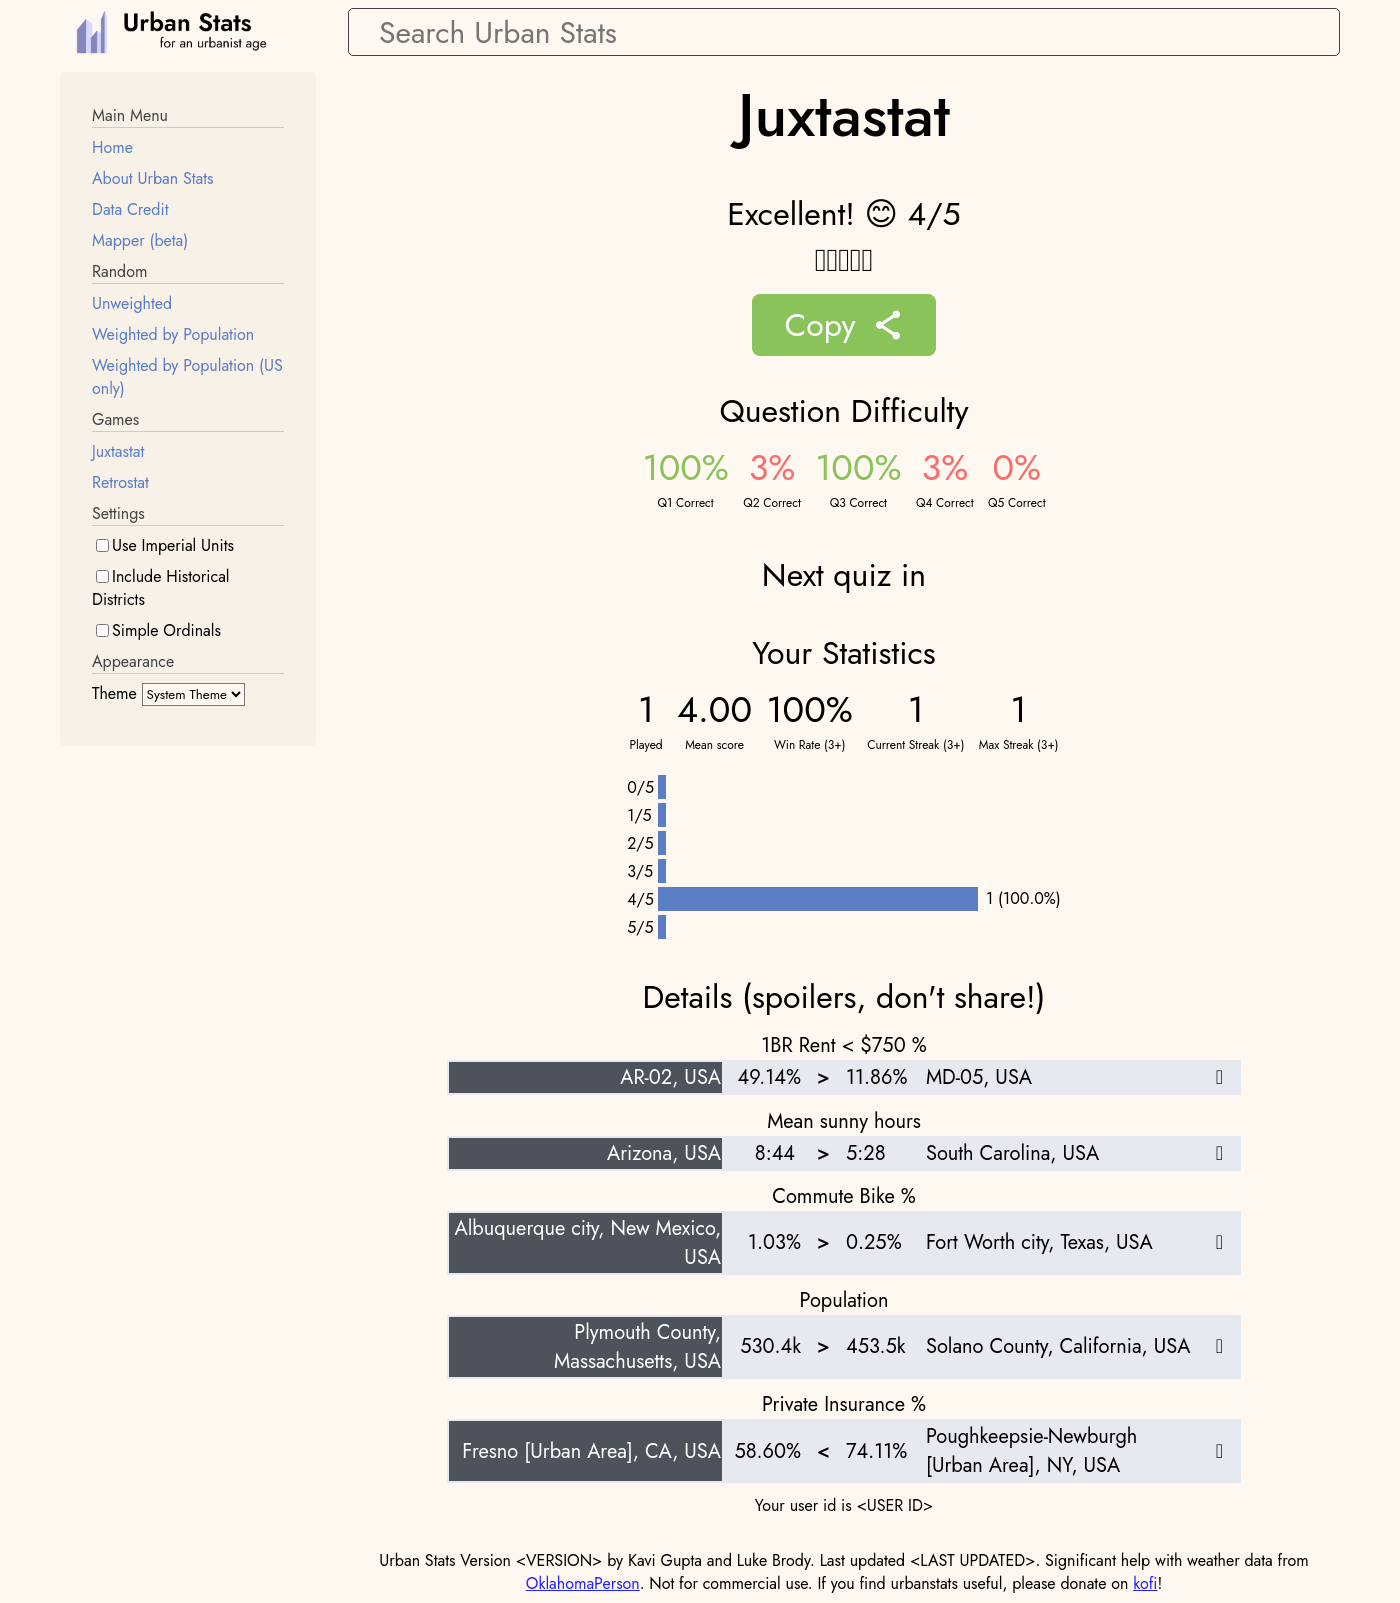 Urban Stats
for an urbanist age
Search Urban Stats
Main Menu
Home
About Urban Stats
Data Credit
Mapper (beta)
Random
Unweighted
Weighted by Population
Weighted by Population (US
only)
Games
Juxtastat
Retrostat
Settings
Use Imperial Units
Include Historical
Districts
Simple Ordinals
Appearance
Theme System Theme
Juxtastat
Excellent! 😊 4/5
Copy
Question Difficulty
100% 3% 100% 3% 0%
Q1 Correct Q2 Correct Q3 Correct Q4 Correct Q5 Correct
Next quiz in
Your Statistics
1 4.00 100% 1 1
Played Mean score Win Rate (3+) Current Streak (3+) Max Streak (3+)
0/5
1/5
2/5
3/5
4/5 1 (100.0%)
5/5
Details (spoilers, don't share!)
1BR Rent < $750 %
AR-02, USA 49.14% > 11.86% MD-05, USA
Mean sunny hours
Arizona, USA 8:44 > 5:28 South Carolina, USA
Commute Bike %
Albuquerque city, New Mexico,
USA 1.03% > 0.25% Fort Worth city, Texas, USA
Population
Plymouth County,
Massachusetts, USA 530.4k > 453.5k Solano County, California, USA
Private Insurance %
Fresno [Urban Area], CA, USA 58.60% < 74.11% Poughkeepsie-Newburgh
[Urban Area], NY, USA
Your user id is <USER ID>
Urban Stats Version <VERSION> by Kavi Gupta and Luke Brody. Last updated <LAST UPDATED>. Significant help with weather data from
OklahomaPerson. Not for commercial use. If you find urbanstats useful, please donate on kofi!